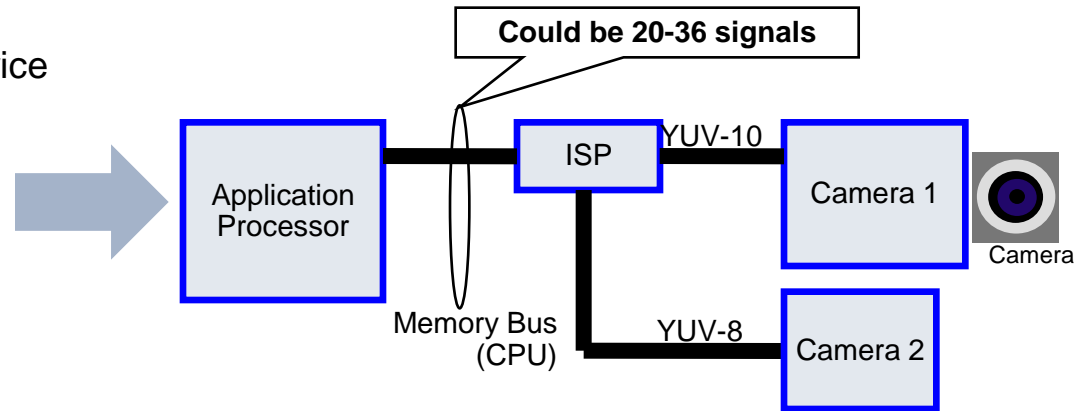 Could be 20-36 signals
ISP
YUV-10
Application
Processor
Camera 1
Camera
Memory Bus
(CPU)
YUV-8
Camera 2